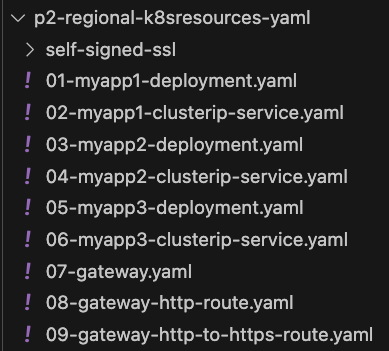 p2-regional-k8sresources-yaml
self-signed-ssl
! 01-myapp1-deployment.yaml
! 02-myapp1-clusterip-service.yaml
! 03-myapp2-deployment.yaml
! 04-myapp2-clusterip-service.yaml
! 05-myapp3-deployment.yaml
! 06-myapp3-clusterip-service.yaml
! 07-gateway.yaml
! 08-gateway-http-route.yaml
! 09-gateway-http-to-https-route.yaml